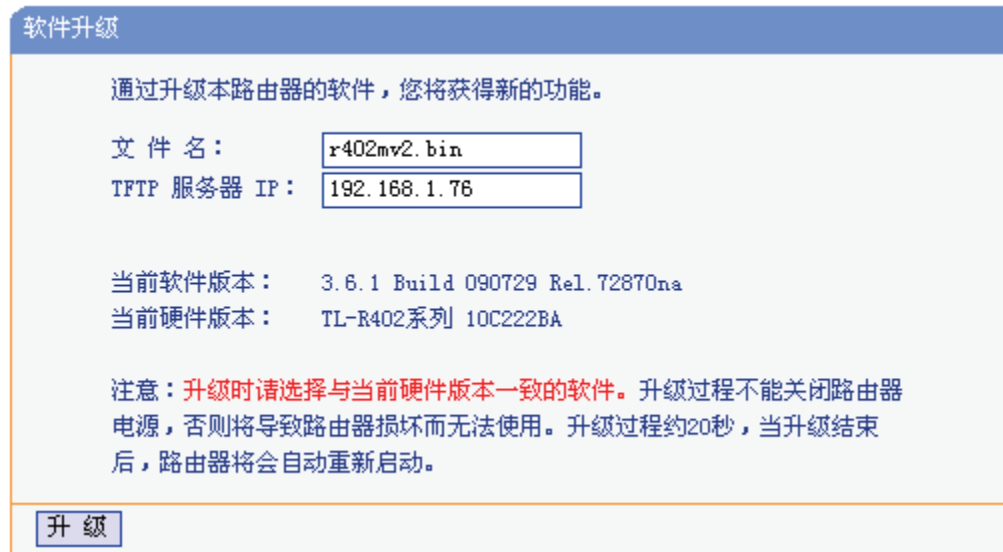 软件升级
通过升级本路由器的软件，您将获得新的功能。
文 件 名： r402mv2.bin
TFTP 服务器 IP： 192.168.1.76
当前软件版本： 3.6.1 Build 090729 Rel.72870na
当前硬件版本： TL-R402系列 10C222BA
注意：升级时请选择与当前硬件版本一致的软件。升级过程不能关闭路由器
电源，否则将导致路由器损坏而无法使用。升级过程约20秒，当升级结束
后，路由器将会自动重新启动。
升 级